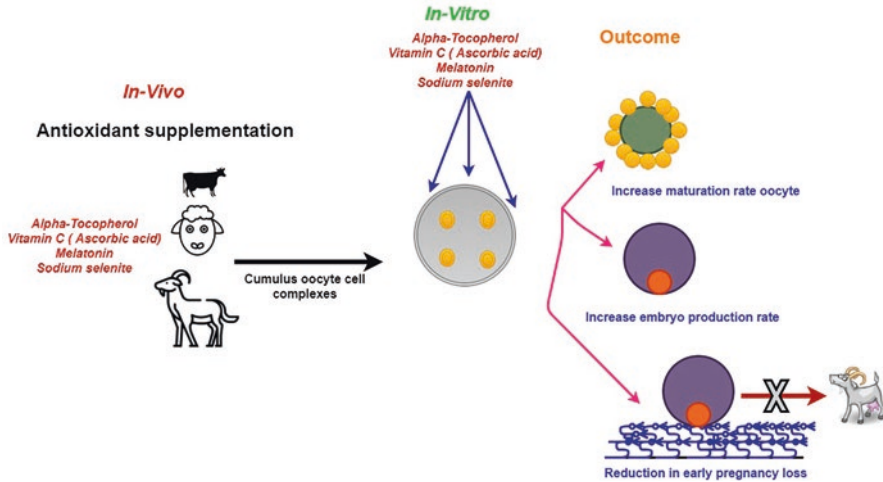 In-Vivo
Antioxidant supplementation
Alpha-Tocopherol
Vitamin C ( Ascorbic acid)
Melatonin
Sodium selenite
Cumulus oocyte cell
complexes
In-Vitro
Alpha-Tocopherol
Vitamin C ( Ascorbic acid)
Melatonin
Sodium selenite
Outcome
Increase maturation rate oocyte
Increase embryo production rate
X
Reduction in early pregnancy loss